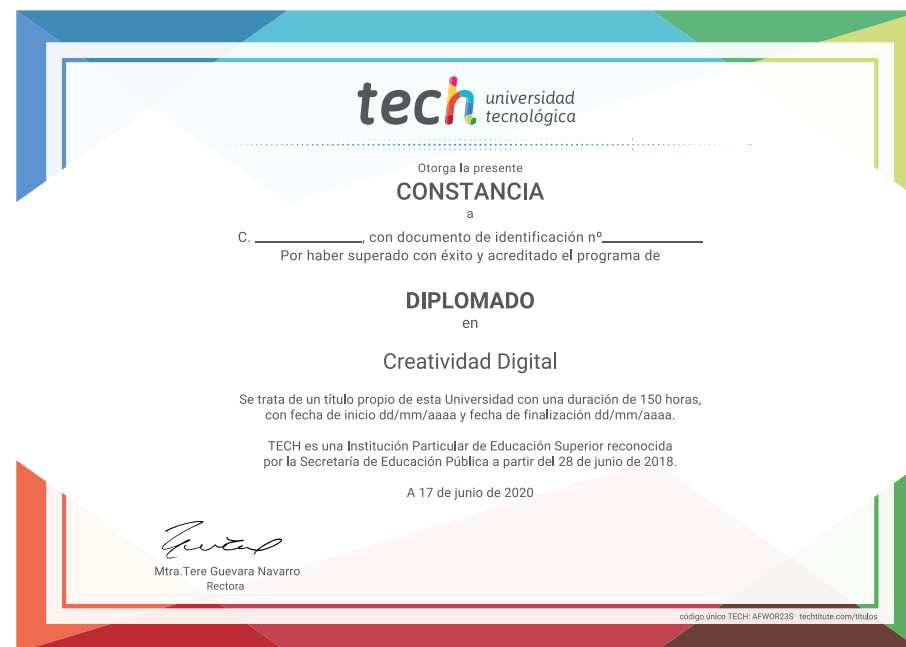 tech universidad
tecnológica
Otorga la presente
CONSTANCIA
a
C. ____________, con documento de identificación nº____________
Por haber superado con éxito y acreditado el programa de
DIPLOMADO
en
Creatividad Digital
Se trata de un título propio de esta Universidad con una duración de 150 horas,
con fecha de inicio dd/mm/aaaa y fecha de finalización dd/mm/aaaa.
TECH es una Institución Particular de Educación Superior reconocida
por la Secretaría de Educación Pública a partir del 28 de junio de 2018.
A 17 de junio de 2020
Mtra.Tere Guevara Navarro
Rectora
código único TECH: AFWOR23S techtitute.com/titulos